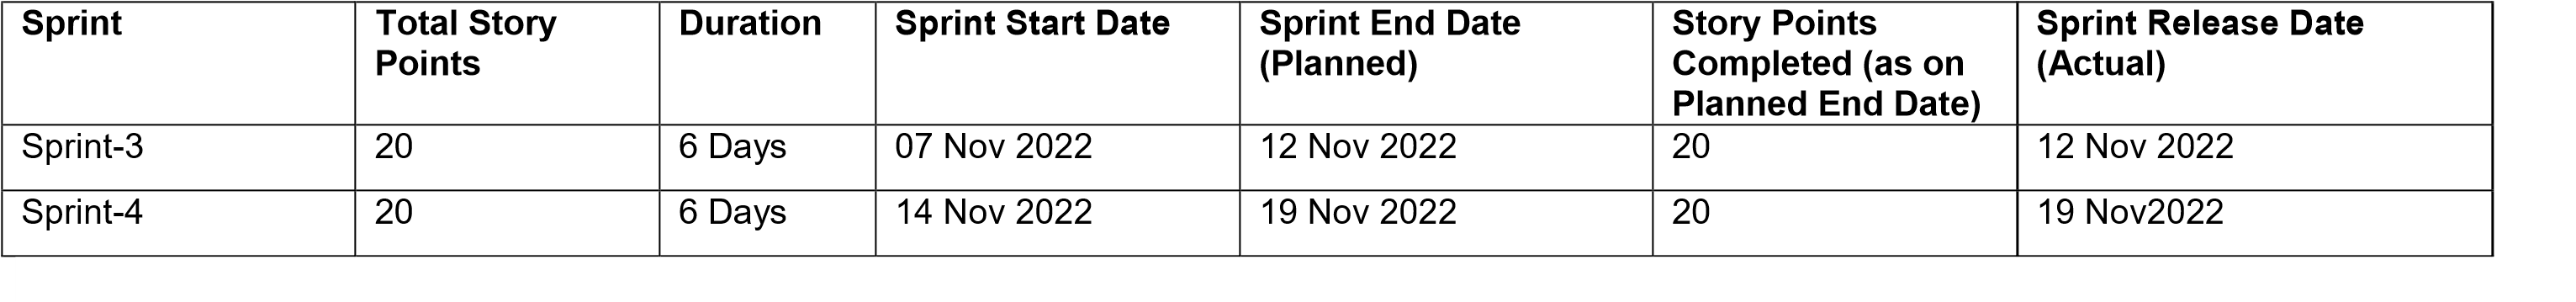 Sprint Total Story Sprint Start Date Duration Sprint End Date Story Points Sprint Release Date
Points (Planned) Completed (as on (Actual)
Planned End Date)
Sprint-3 20 6 Days 07 Nov 2022 12 Nov 2022 20 12 Nov 2022
Sprint-4 20 6 Days 14 Nov 2022 19 Nov 2022 20 19 Nov2022